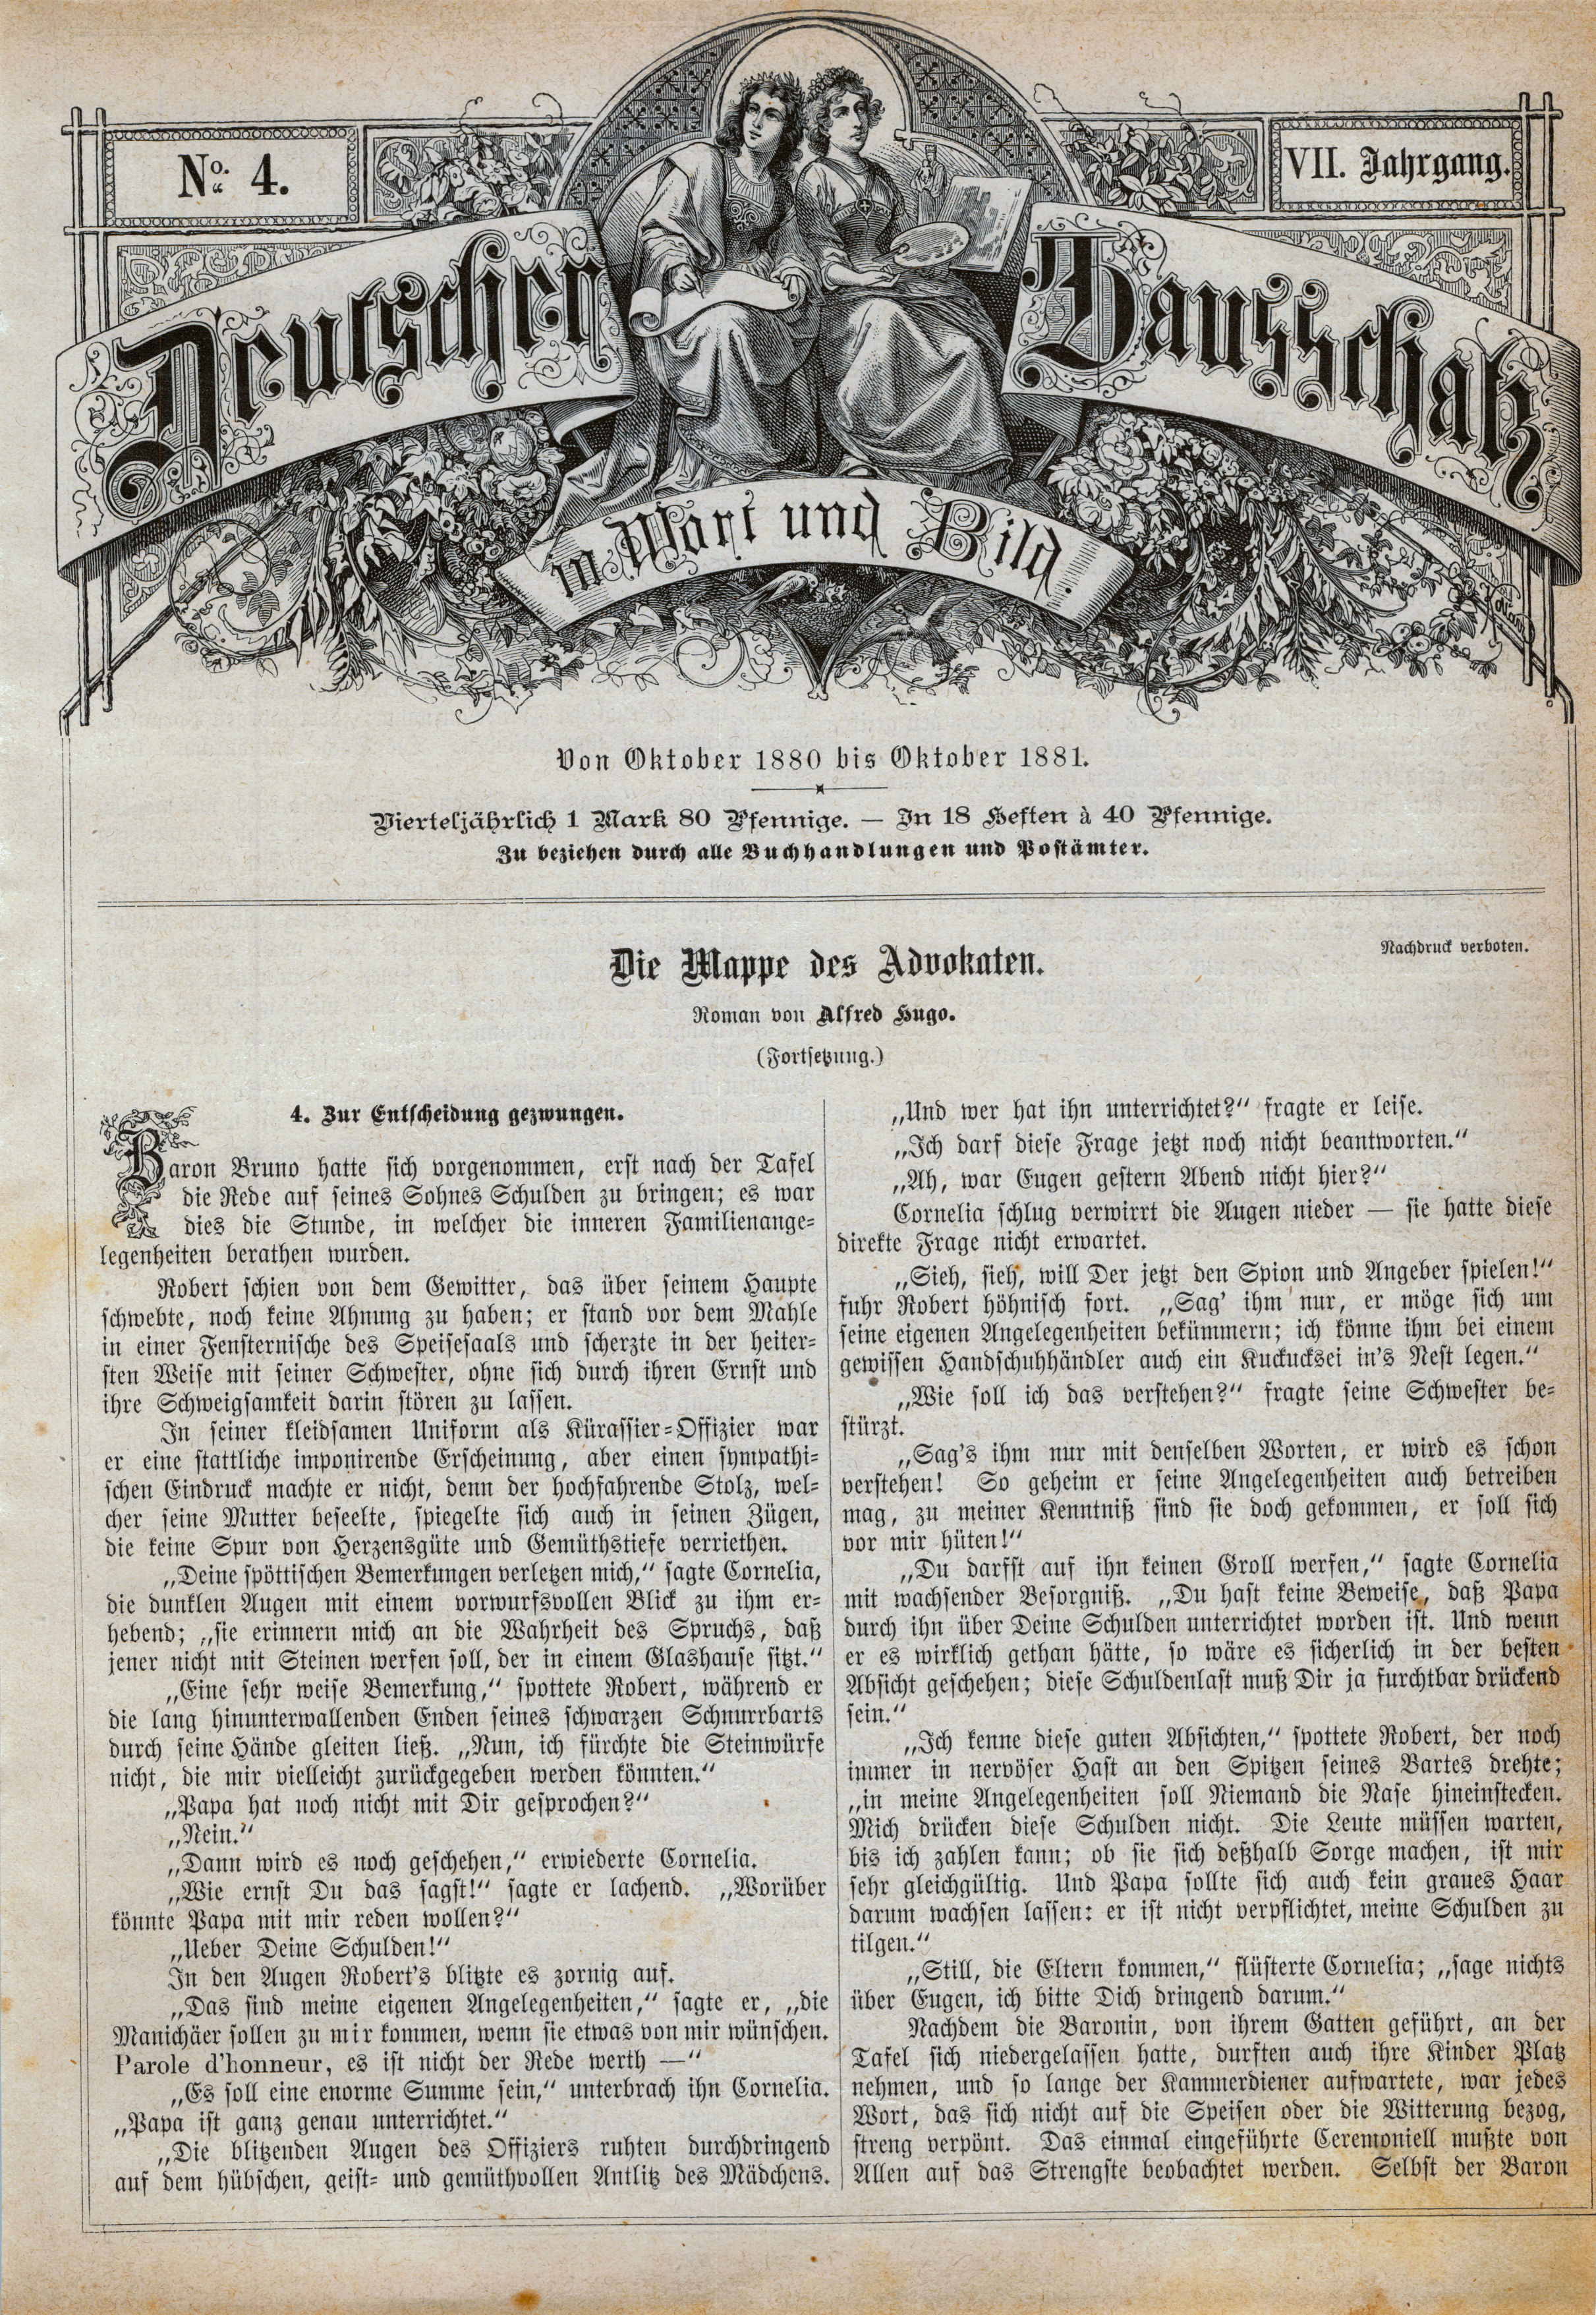 No. 4.
VII. Jahrgang.
Deutscher Hausschatz
in Wort und Bild
Von Oktober 1880 bis Oktober 1881.
Vierteljährlich 1 Mark 80 Pfennige. — In 18 Heften à 40 Pfennige.
Zu beziehen durch alle Buchhandlungen und Postämter.
Nachdruck verboten.
Die Mappe des Advokaten.
Roman von Alfred Hugo.
(Fortsetzung.)
4. Zur Entscheidung gezwungen.
Baron Bruno hatte sich vorgenommen, erst nach der Tafel
die Rede auf seines Sohnes Schulden zu bringen; es war
dies die Stunde, in welcher die inneren Familienange-
legenheiten berathen wurden.
Robert schien von dem Gewitter, das über seinem Haupte
schwebte, noch keine Ahnung zu haben; er stand vor dem Mahle
in einer Fensternische des Speisesaals und scherzte in der heiter-
sten Weise mit seiner Schwester, ohne sich durch ihren Ernst und
ihre Schweigsamkeit darin stören zu lassen.
In seiner kleidsamen Uniform als Kürassier-Offizier war
er eine stattliche imponirende Erscheinung, aber einen sympathi-
schen Eindruck machte er nicht, denn der hochfahrende Stolz, wel-
cher seine Mutter beseelte, spiegelte sich auch in seinen Zügen,
die keine Spur von Herzensgüte und Gemüthstiefe verriethen.
„Deine spöttischen Bemerkungen verletzen mich,“ sagte Cornelia,
die dunklen Augen mit einem vorwurfsvollen Blick zu ihm er-
hebend; „sie erinnern mich an die Wahrheit des Spruchs, daß
jener nicht mit Steinen werfen soll, der in einem Glashause sitzt.“
„Eine sehr weise Bemerkung,“ spottete Robert, während er
die lang hinunterwallenden Enden seines schwarzen Schnurrbarts
durch seine Hände gleiten ließ. „Nun, ich fürchte die Steinwürfe
nicht, die mir vielleicht zurückgegeben werden könnten.“
„Papa hat noch nicht mit Dir gesprochen?“
„Nein.“
„Dann wird es noch geschehen,“ erwiederte Cornelia.
„Wie ernst Du das sagst!“ sagte er lachend. „Worüber
könnte Papa mit mir reden wollen?“
„Ueber Deine Schulden!“
In den Augen Robert's blitzte es zornig auf.
„Das sind meine eigenen Angelegenheiten,“ sagte er, „die
Manichäer sollen zu mir kommen, wenn sie etwas von mir wünschen.
Parole d'honneur, es ist nicht der Rede werth —“
„Es soll eine enorme Summe sein,“ unterbrach ihn Cornelia.
„Papa ist ganz genau unterrichtet.“
„Die blitzenden Augen des Offiziers ruhten durchdringend
auf dem hübschen, geist- und gemüthvollen Antlitz des Mädchens.
„Und wer hat ihn unterrichtet?“ fragte er leise.
„Ich darf diese Frage jetzt noch nicht beantworten.“
„Ah, war Eugen gestern Abend nicht hier?“
Cornelia schlug verwirrt die Augen nieder — sie hatte diese
direkte Frage nicht erwartet.
„Sieh, sieh, will Der jetzt den Spion und Angeber spielen!“
fuhr Robert höhnisch fort. „Sag' ihm nur, er möge sich um
seine eigenen Angelegenheiten bekümmern; ich könne ihm bei einem
gewissen Handschuhhändler auch ein Kuckucksei in's Nest legen.“
„Wie soll ich das verstehen?“ fragte seine Schwester be-
stürzt.
„Sag's ihm nur mit denselben Worten, er wird es schon
verstehen! So geheim er seine Angelegenheiten auch betreiben
mag, zu meiner Kenntniß sind sie doch gekommen, er soll sich
vor mir hüten!“
„Du darfst auf ihn keinen Groll werfen,“ sagte Cornelia
mit wachsender Besorgniß. „Du hast keine Beweise, daß Papa
durch ihn über Deine Schulden unterrichtet worden ist. Und wenn
er es wirklich gethan hätte, so wäre es sicherlich in der besten
Absicht geschehen; diese Schuldenlast muß Dir ja furchtbar drückend
sein.“
„Ich kenne diese guten Absichten,“ spottete Robert, der noch
immer in nervöser Hast an den Spitzen seines Bartes drehte;
„in meine Angelegenheiten soll Niemand die Nase hineinstecken.
Mich drücken diese Schulden nicht. Die Leute müssen warten,
bis ich zahlen kann; ob sie sich deßhalb Sorge machen, ist mir
sehr gleichgültig. Und Papa sollte sich auch kein graues Haar
darum wachsen lassen: er ist nicht verpflichtet, meine Schulden zu
tilgen.“
„Still, die Eltern kommen,“ flüsterte Cornelia; „sage nichts
über Eugen, ich bitte Dich dringend darum.“
Nachdem die Baronin, von ihrem Gatten geführt, an der
Tafel sich niedergelassen hatte, durften auch ihre Kinder Platz
nehmen, und so lange der Kammerdiener aufwartete, war jedes
Wort, das sich nicht auf die Speisen oder die Witterung bezog,
streng verpönt. Das einmal eingeführte Ceremoniell mußte von
Allen auf das Strengste beobachtet werden. Selbst der Baron